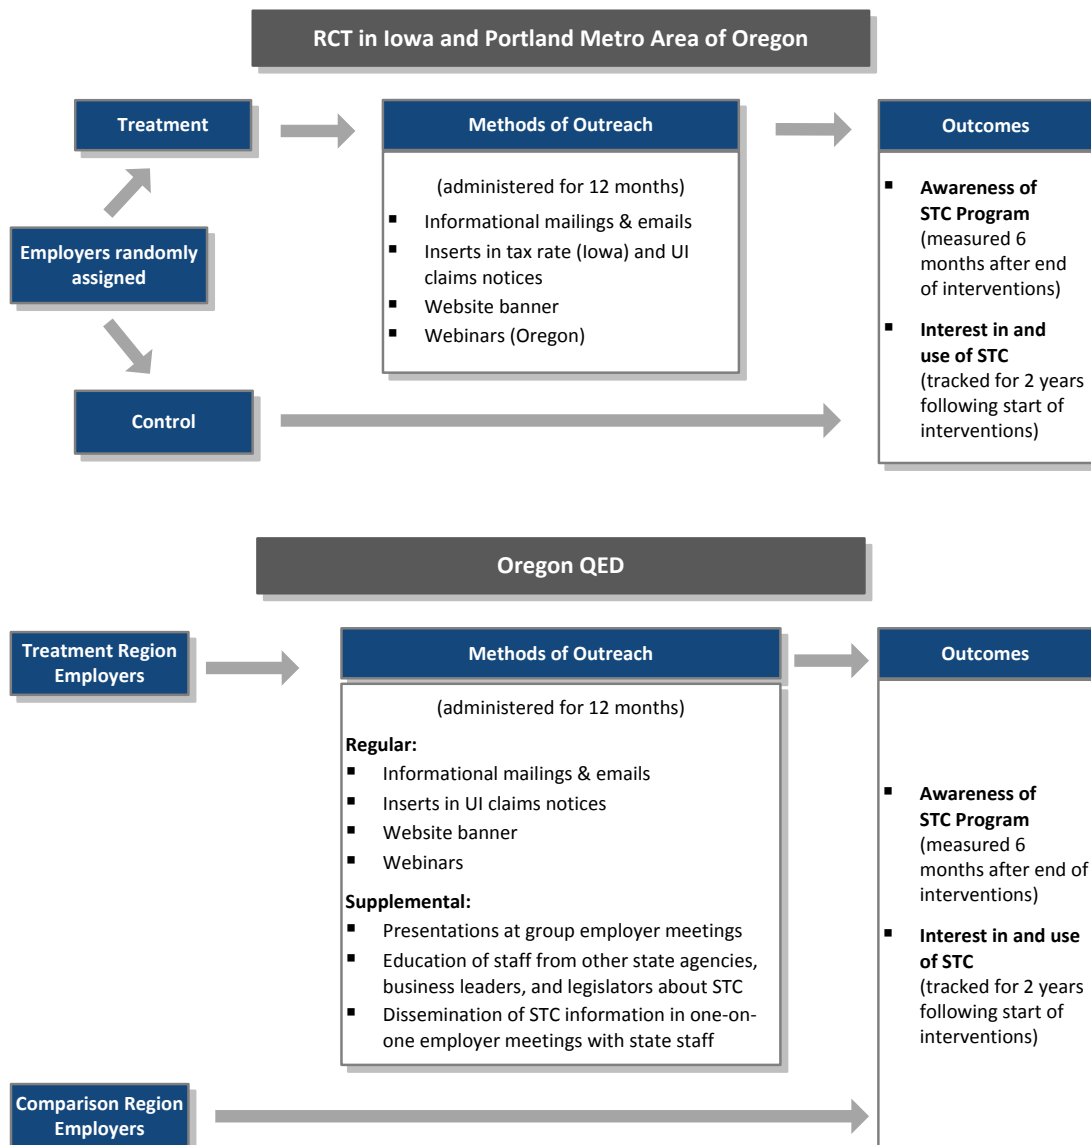 RCT in Iowa and Portland Metro Area of Oregon
Treatment
Methods of Outreach
Outcomes
Employers randomly
assigned
(administered for 12 months)
▪ Informational mailings & emails
▪ Inserts in tax rate (Iowa) and UI
claims notices
▪ Website banner
▪ Webinars (Oregon)
▪ Awareness of
STC Program
(measured 6
months after end
of interventions)
▪ Interest in and
use of STC
(tracked for 2 years
following start of
interventions)
Control
Oregon QED
Treatment Region
Employers
Methods of Outreach
Outcomes
(administered for 12 months)
Regular:
▪ Informational mailings & emails
▪ Inserts in UI claims notices
▪ Website banner
▪ Webinars
Supplemental:
▪ Presentations at group employer meetings
▪ Education of staff from other state agencies,
business leaders, and legislators about STC
▪ Dissemination of STC information in one-on-
one employer meetings with state staff
▪ Awareness of
STC Program
(measured 6
months after end of
interventions)
▪ Interest in and use
of STC
(tracked for 2 years
following start of
interventions)
Comparison Region
Employers